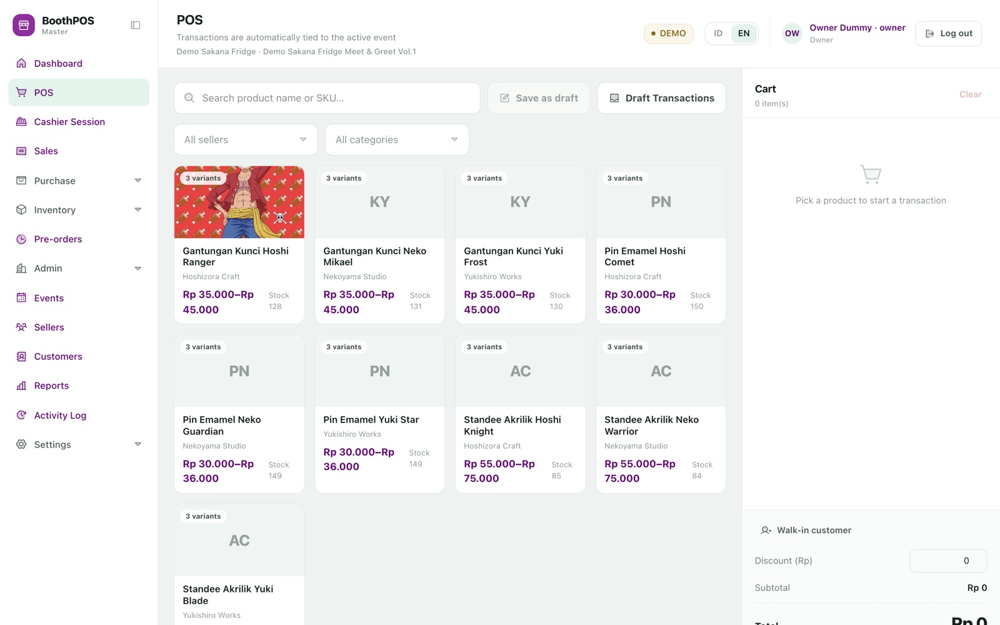 BoothPOS
Master
Dashboard
POS
Cashier Session
Sales
Purchase
Inventory
Pre-orders
Admin
Events
Sellers
Customers
Reports
Activity Log
Settings
POS
Transactions are automatically tied to the active event
Demo Sakana Fridge · Demo Sakana Fridge Meet & Greet Vol.1
DEMO
ID EN
OW
Owner Dummy · owner
Owner
Log out
Search product name or SKU...
Save as draft
Draft Transactions
All sellers
All categories
3 variants
Gantungan Kunci Hoshi
Ranger
Hoshizora Craft
Rp 35.000–Rp
45.000
Stock
128
3 variants
KY
Gantungan Kunci Neko
Mikael
Nekoyama Studio
Rp 35.000–Rp
45.000
Stock
131
3 variants
KY
Gantungan Kunci Yuki
Frost
Yukishiro Works
Rp 35.000–Rp
45.000
Stock
130
3 variants
PN
Pin Emamel Hoshi
Comet
Hoshizora Craft
Rp 30.000–Rp
36.000
Stock
150
3 variants
PN
Pin Emamel Neko
Guardian
Nekoyama Studio
Rp 30.000–Rp
36.000
Stock
149
3 variants
PN
Pin Emamel Yuki Star
Yukishiro Works
Rp 30.000–Rp
36.000
Stock
149
3 variants
AC
Standee Akrilik Hoshi
Knight
Hoshizora Craft
Rp 55.000–Rp
75.000
Stock
85
3 variants
AC
Standee Akrilik Neko
Warrior
Nekoyama Studio
Rp 55.000–Rp
75.000
Stock
84
3 variants
AC
Standee Akrilik Yuki
Blade
Yukishiro Works
Cart
0 item(s)
Clear
Pick a product to start a transaction
Walk-in customer
Discount (Rp)
0
Subtotal
Rp 0
Total
Rp 0